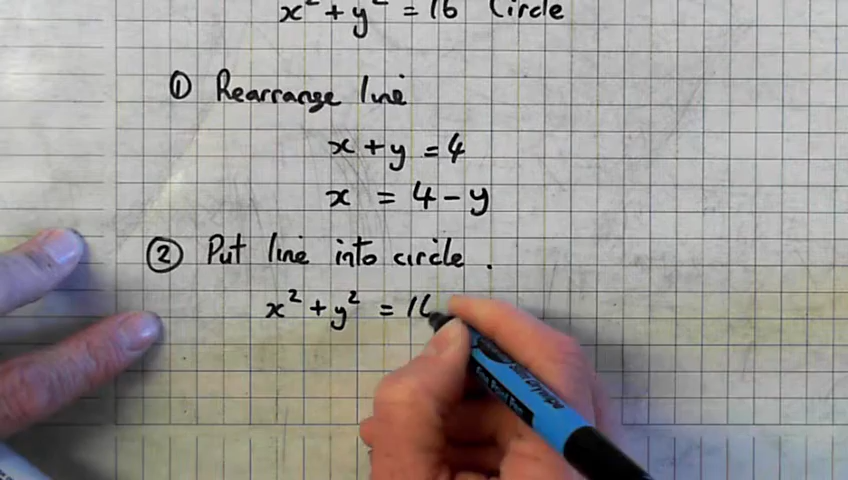 x² + y² = 16 Circle
① Rearrange line
x + y = 4
x = 4 - y
② Put line into circle.
x² + y² = 16